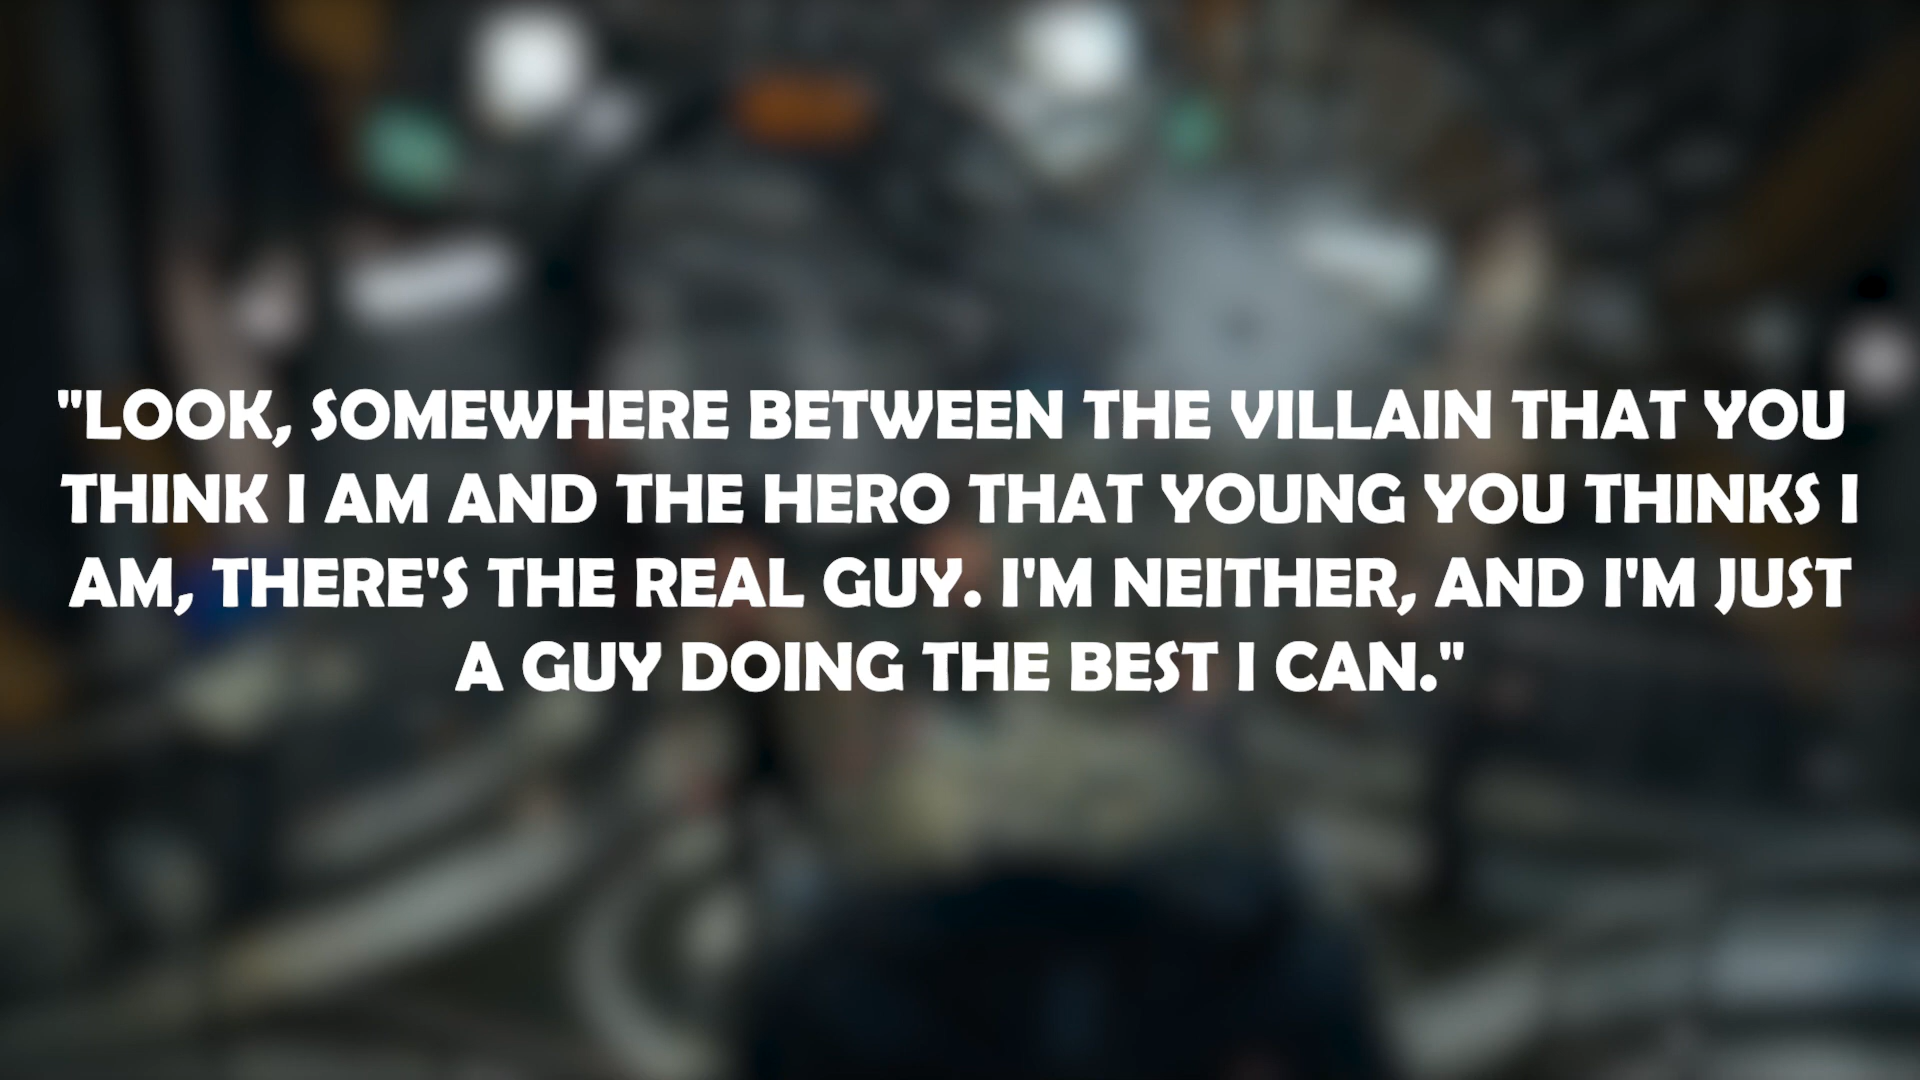 "LOOK, SOMEWHERE BETWEEN THE VILLAIN THAT YOU
THINK I AM AND THE HERO THAT YOUNG YOU THINKS I
AM, THERE'S THE REAL GUY. I'M NEITHER, AND I'M JUST
A GUY DOING THE BEST I CAN."